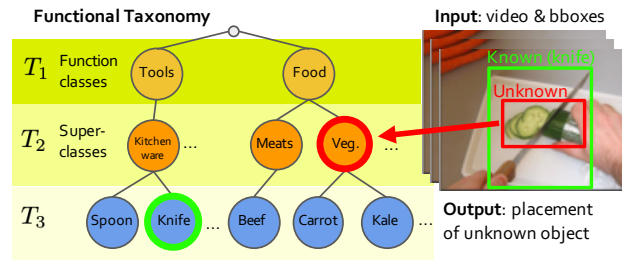 Functional Taxonomy
Input: video & bboxes
T1 Function classes
Tools
Food
Known (knife)
Unknown
T2 Super-classes
Kitchen ware
...
Meats
Veg.
...
T3
Spoon
Knife
...
Beef
Carrot
Kale
...
Output: placement
of unknown object